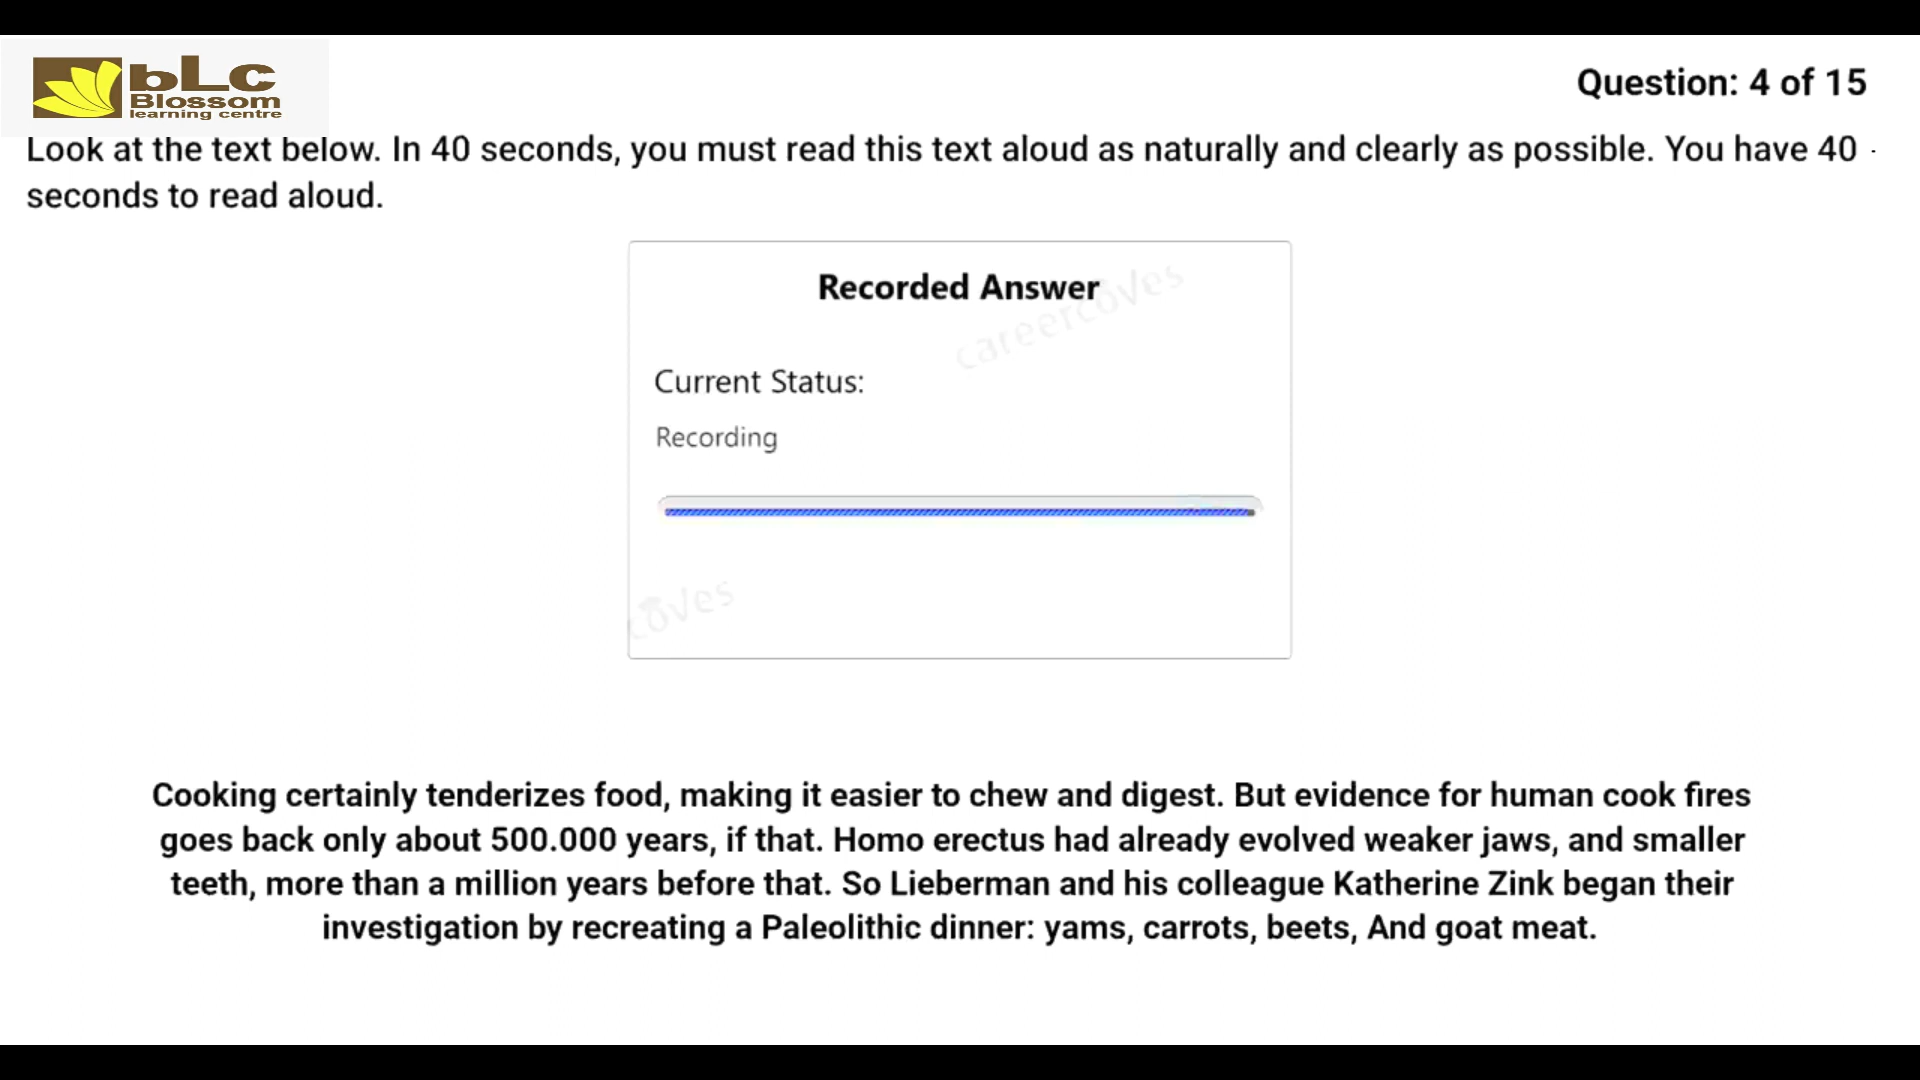 bLc
Blossom
learning centre
Question: 4 of 15
Look at the text below. In 40 seconds, you must read this text aloud as naturally and clearly as possible. You have 40
seconds to read aloud.
Recorded Answer
careercoves
Current Status:
Recording
coves
Cooking certainly tenderizes food, making it easier to chew and digest. But evidence for human cook fires
goes back only about 500.000 years, if that. Homo erectus had already evolved weaker jaws, and smaller
teeth, more than a million years before that. So Lieberman and his colleague Katherine Zink began their
investigation by recreating a Paleolithic dinner: yams, carrots, beets, And goat meat.